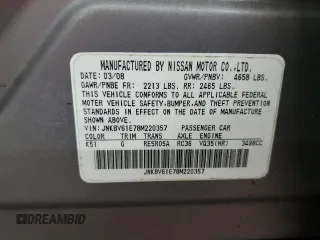 MANUFACTURED BY NISSAN MOTOR CO.,LTD.
DATE: 03/08 GVWR/PNBV: 4658 LBS.
GAWR/PNBE FR: 2213 LBS. RR: 2465 LBS.
THIS VEHICLE CONFORMS TO ALL APPLICABLE
FEDERAL MOTOR VEHICLE SAFETY, BUMPER, AND THEFT PREVENTION
STANDARDS IN EFFECT ON THE DATE OF
MANUFACTURE SHOWN ABOVE.
VIN: JNKBV61E78M220357 PASSENGER CAR
COLOR TRIM TRANS AXLE ENGINE
K51 G RE5R05A RC36 VQ35(HR) 3498CC
JNKBV61E78M220357
DREAMBID